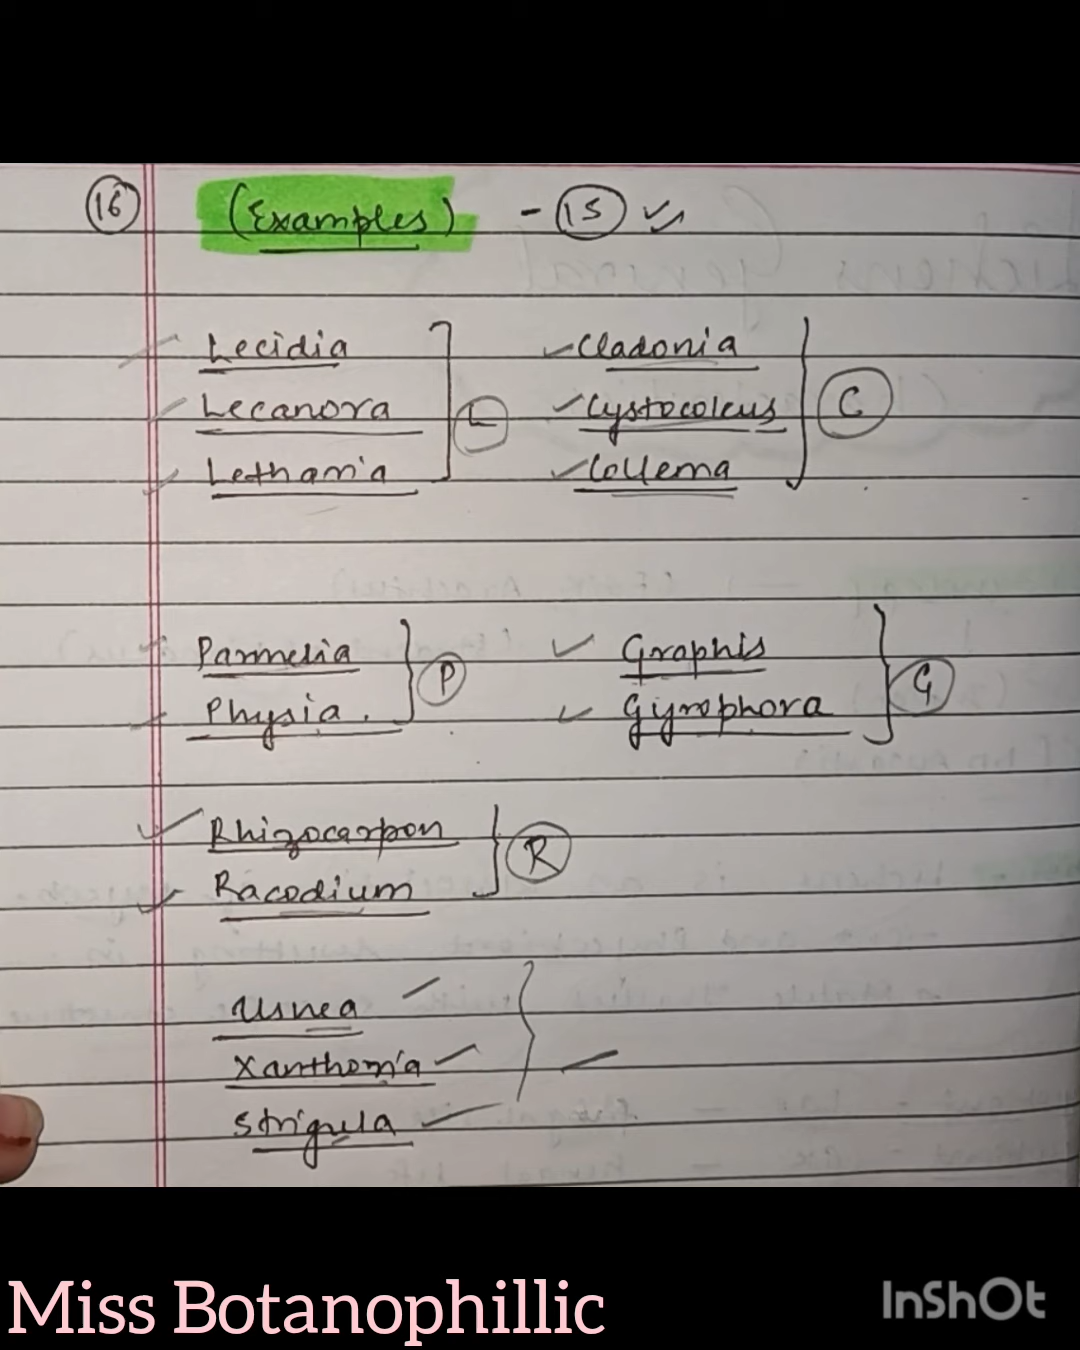 16 (Examples) - 15
Lecidia
Lecanora
Lethania
L
Cladonia
Cystocoleus
Collema
C
Parmelia
Physia.
P
Graphis
Gyrophora
G
Rhizocarpon
Racodium
R
Usnea
Xanthoria
Strigula
Miss Botanophillic
InShOt